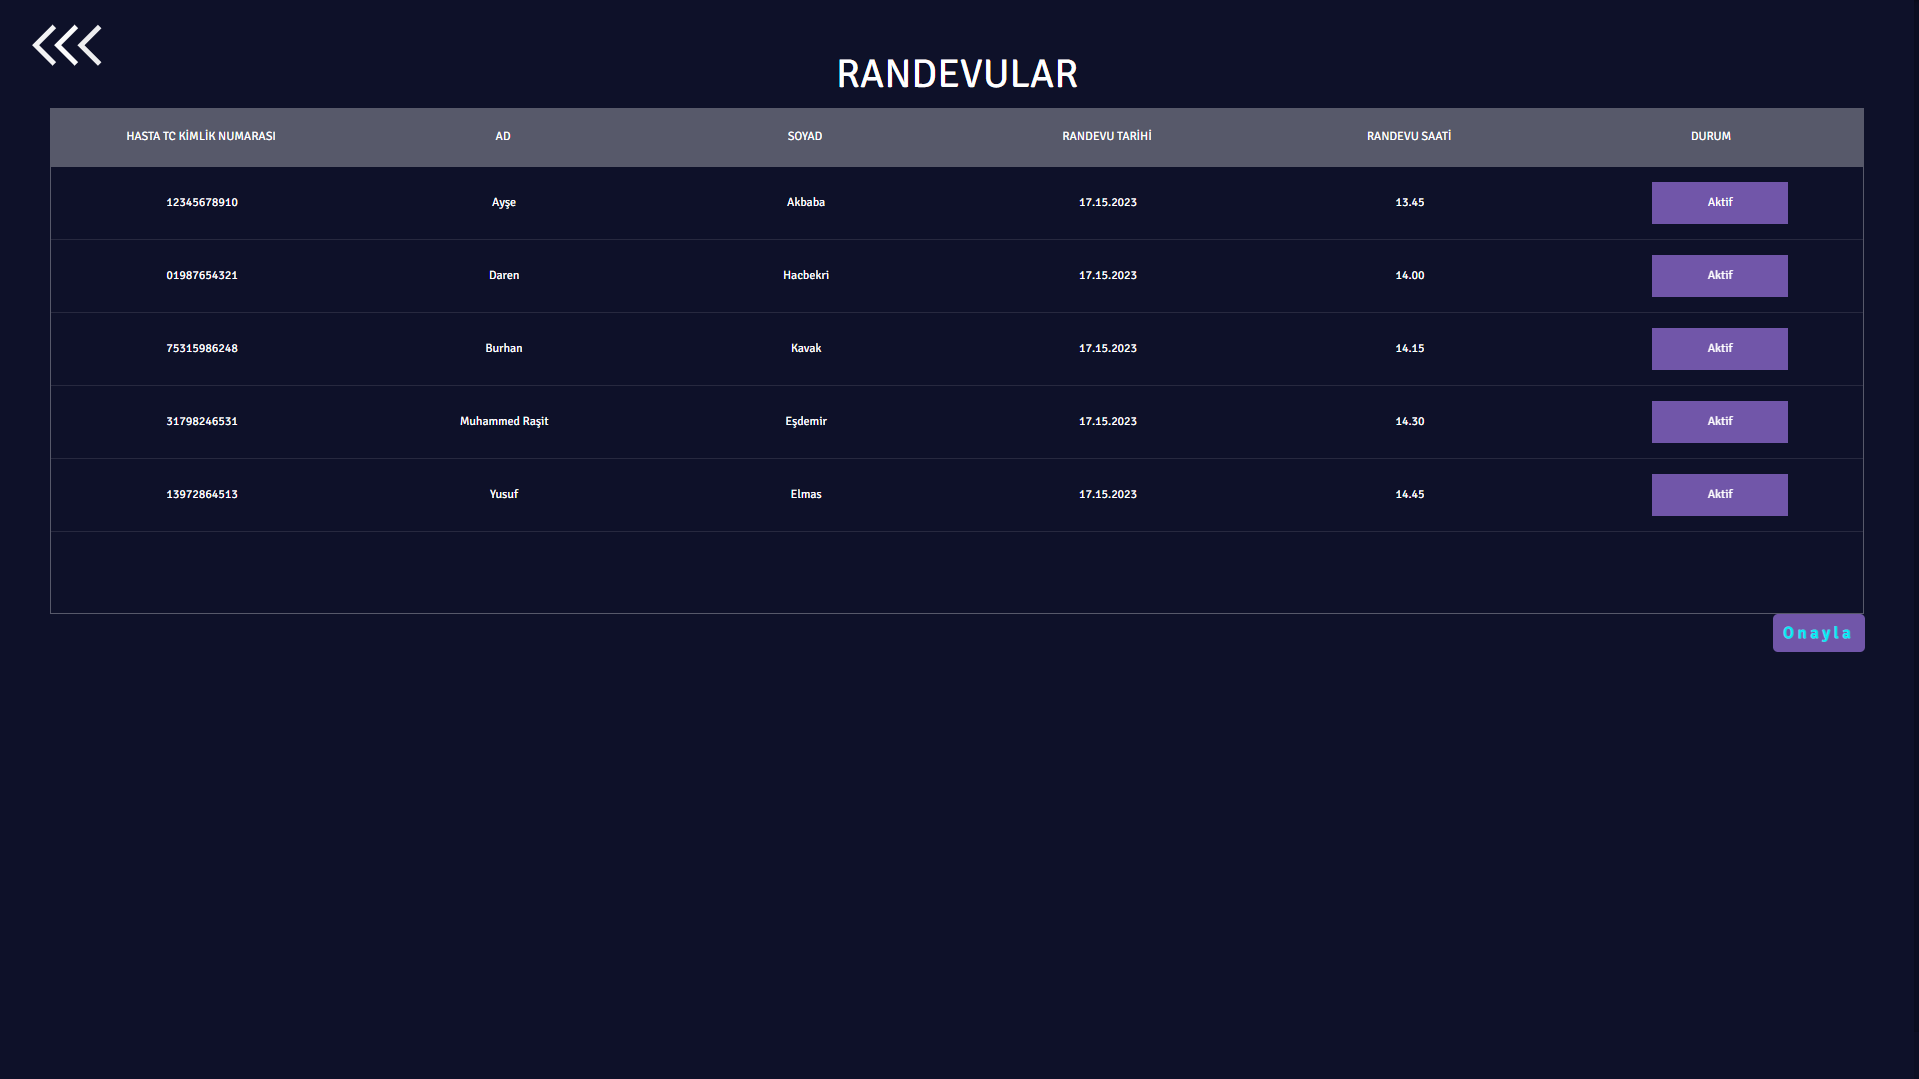 RANDEVULAR
HASTA TC KİMLİK NUMARASI AD SOYAD RANDEVU TARİHİ RANDEVU SAATİ DURUM
12345678910 Ayşe Akbaba 17.15.2023 13.45 Aktif
01987654321 Daren Hacbekri 17.15.2023 14.00 Aktif
75315986248 Burhan Kavak 17.15.2023 14.15 Aktif
31798246531 Muhammed Raşit Eşdemir 17.15.2023 14.30 Aktif
13972864513 Yusuf Elmas 17.15.2023 14.45 Aktif
Onayla